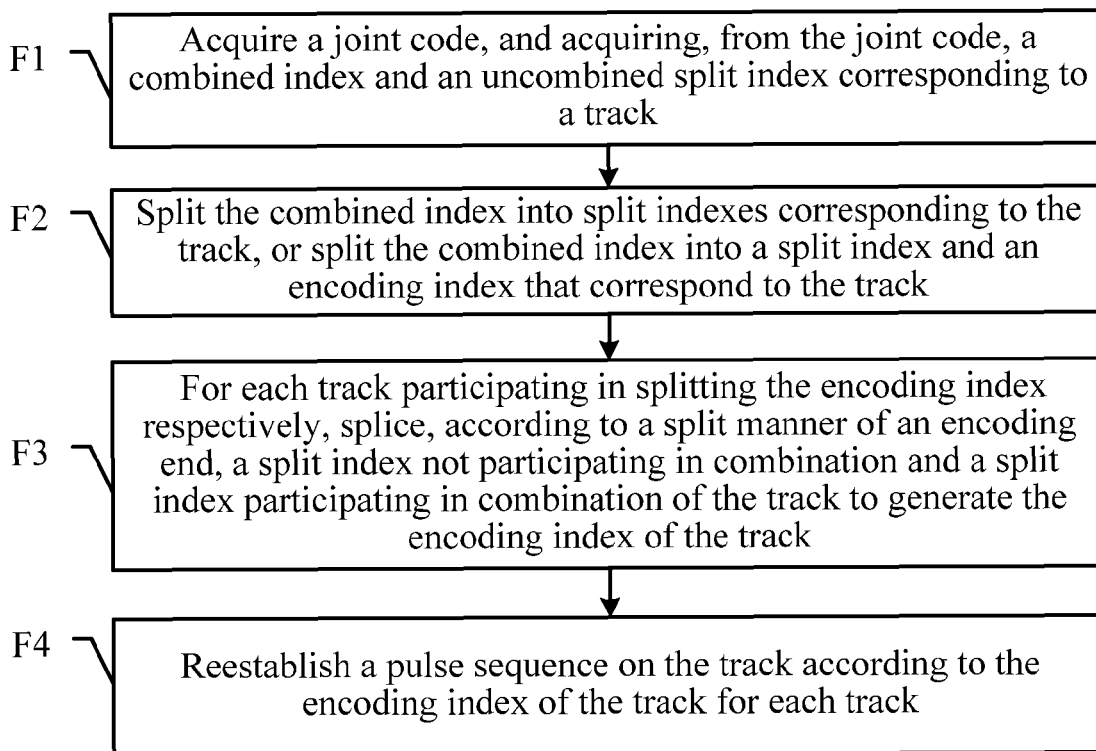 F1
Acquire a joint code, and acquiring, from the joint code, a
combined index and an uncombined split index corresponding to
a track
F2
Split the combined index into split indexes corresponding to the
track, or split the combined index into a split index and an
encoding index that correspond to the track
F3
For each track participating in splitting the encoding index
respectively, splice, according to a split manner of an encoding
end, a split index not participating in combination and a split
index participating in combination of the track to generate the
encoding index of the track
F4
Reestablish a pulse sequence on the track according to the
encoding index of the track for each track